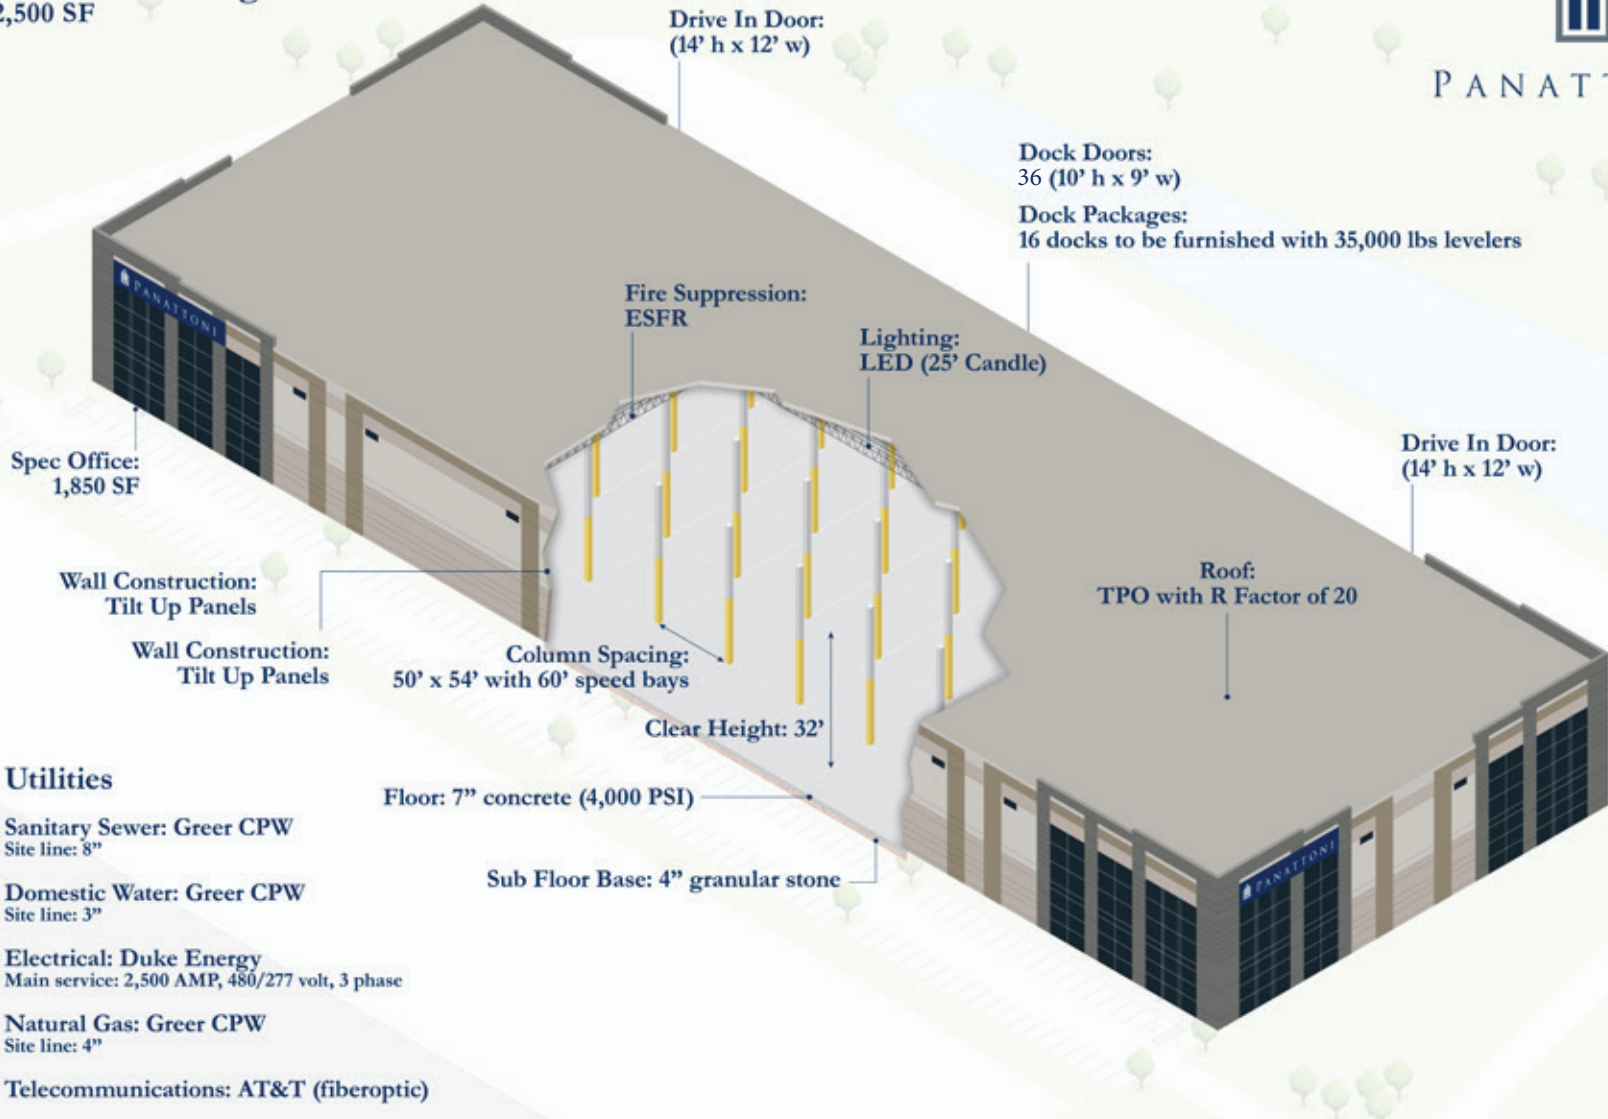 2,500 SF
Drive In Door:
(14’ h x 12’ w)
PANATT
Dock Doors:
36 (10’ h x 9’ w)
Dock Packages:
16 docks to be furnished with 35,000 lbs levelers
PANATTONI
Fire Suppression:
ESFR
Lighting:
LED (25’ Candle)
Spec Office:
1,850 SF
Drive In Door:
(14’ h x 12’ w)
Wall Construction:
Tilt Up Panels
Wall Construction:
Tilt Up Panels
Roof:
TPO with R Factor of 20
Column Spacing:
50’ x 54’ with 60’ speed bays
Clear Height: 32’
Floor: 7” concrete (4,000 PSI)
Sub Floor Base: 4” granular stone
PANATTONI
Utilities
Sanitary Sewer: Greer CPW
Site line: 8”
Domestic Water: Greer CPW
Site line: 3”
Electrical: Duke Energy
Main service: 2,500 AMP, 480/277 volt, 3 phase
Natural Gas: Greer CPW
Site line: 4”
Telecommunications: AT&T (fiberoptic)